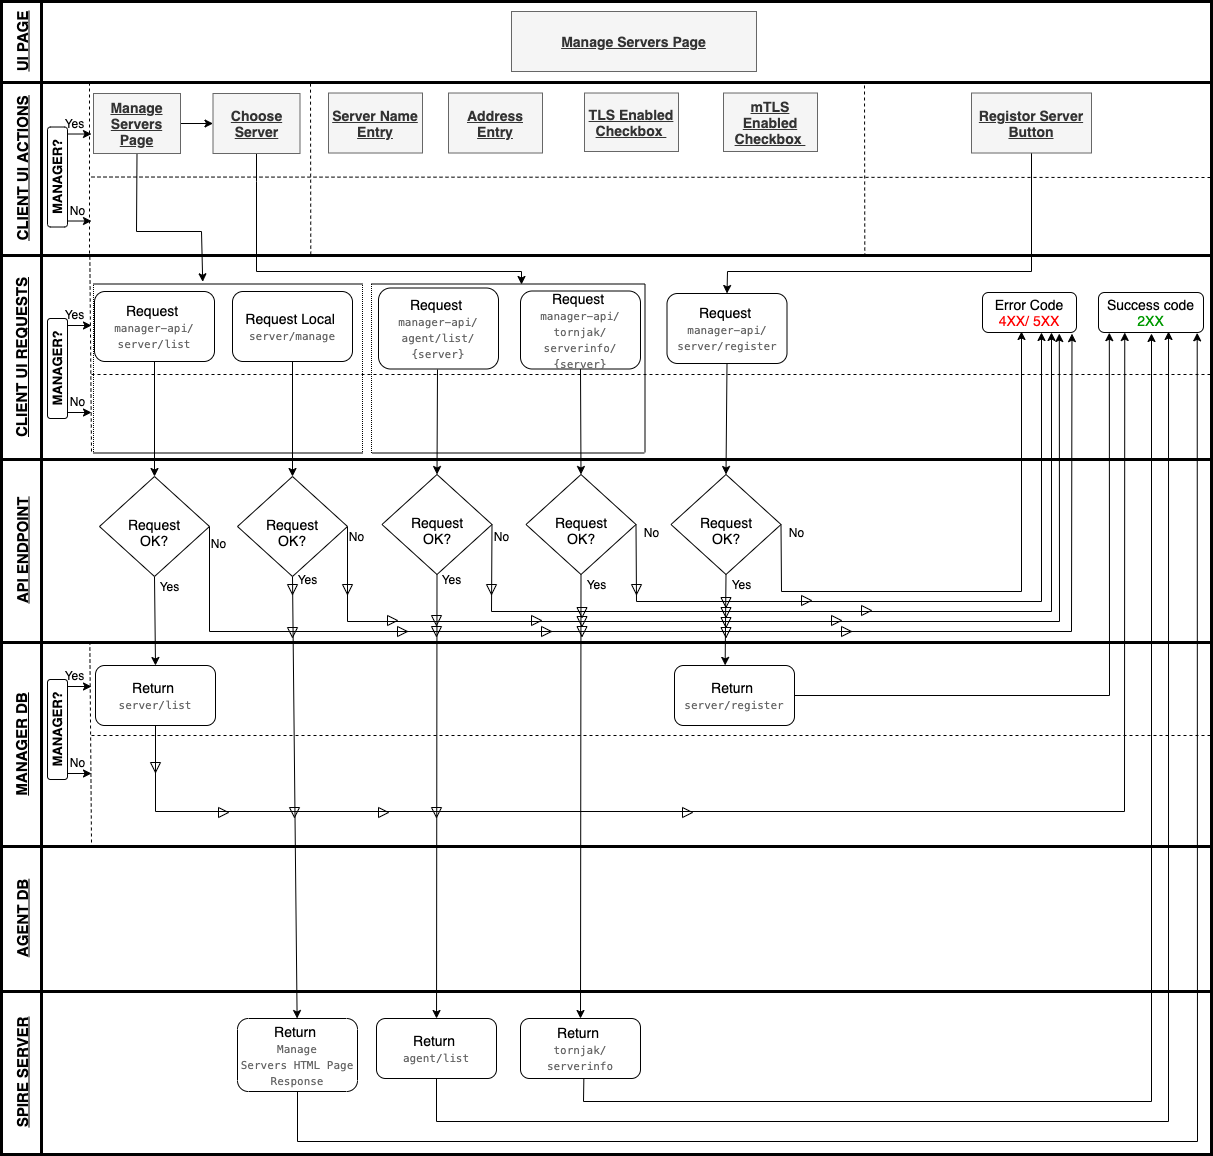 UI PAGE
Manage Servers Page
CLIENT UI ACTIONS
MANAGER?
Yes
No
Manage
Servers
Page
Choose
Server
Server Name
Entry
Address
Entry
TLS Enabled
Checkbox
mTLS
Enabled
Checkbox
Registor Server
Button
CLIENT UI REQUESTS
MANAGER?
Yes
No
Request
manager-api/
server/list
Request Local
server/manage
Request
manager-api/
agent/list/
{server}
Request
manager-api/
tornjak/
serverinfo/
{server}
Request
manager-api/
server/register
Error Code
4XX/ 5XX
Success code
2XX
API ENDPOINT
Request
OK?
No
Yes
Request
OK?
No
Yes
Request
OK?
No
Yes
Request
OK?
No
Yes
Request
OK?
No
Yes
MANAGER DB
MANAGER?
Yes
No
Return
server/list
Return
server/register
AGENT DB
SPIRE SERVER
Return
Manage
Servers HTML Page
Response
Return
agent/list
Return
tornjak/
serverinfo